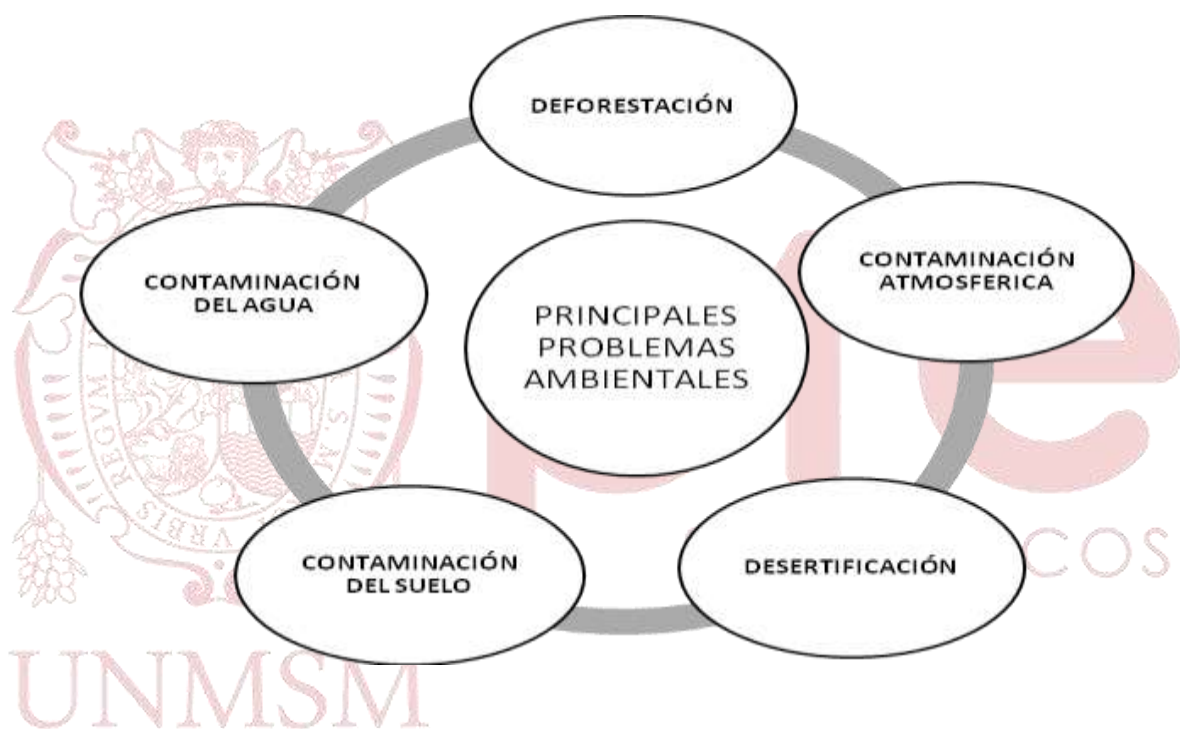 DEFORESTACIÓN
CONTAMINACIÓN
ATMOSFERICA
DESERTIFICACIÓN
CONTAMINACIÓN
DEL SUELO
CONTAMINACIÓN
DEL AGUA
PRINCIPALES
PROBLEMAS
AMBIENTALES
UNMSM